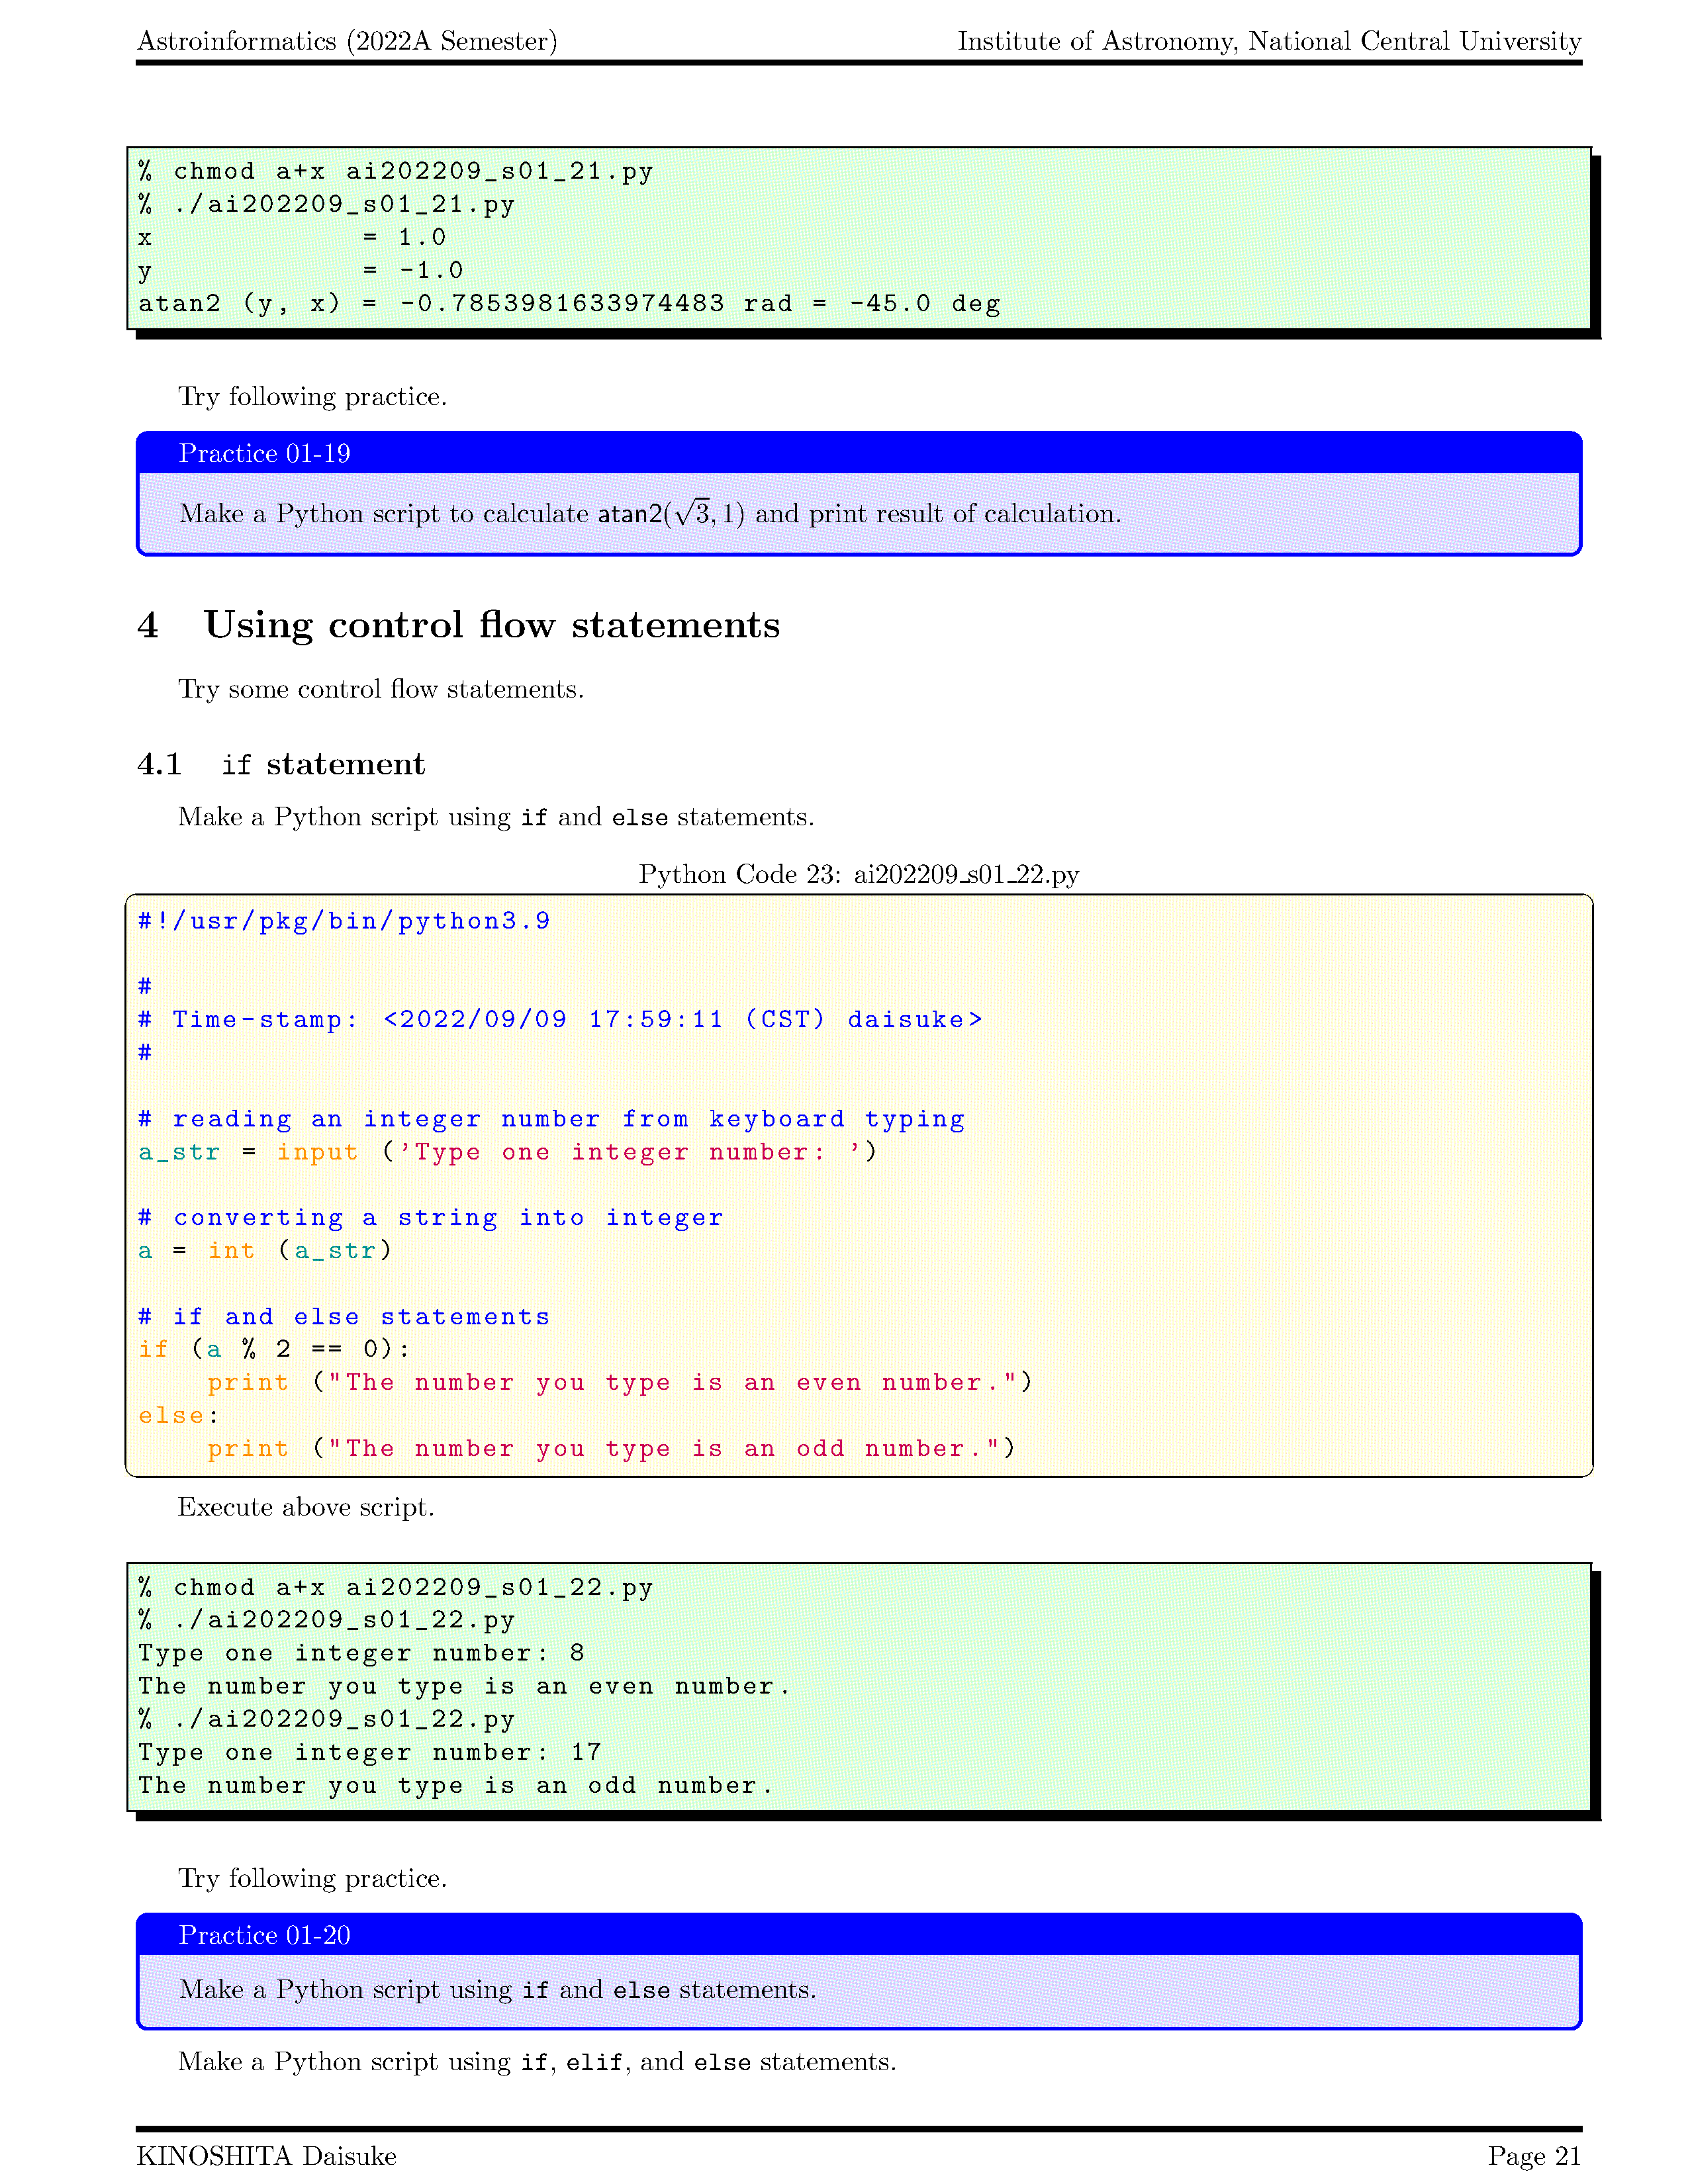 Astroinformatics (2022A Semester) Institute of Astronomy, National Central University
% chmod a+x ai202209_s01_21.py
% ./ai202209_s01_21.py
x = 1.0
y = -1.0
atan2 (y, x) = -0.7853981633974483 rad = -45.0 deg
Try following practice.
Practice 01-19
Make a Python script to calculate atan2(√3, 1) and print result of calculation.
4 Using control flow statements
Try some control flow statements.
4.1 if statement
Make a Python script using if and else statements.
Python Code 23: ai202209_s01_22.py
#!/usr/pkg/bin/python3.9
#
# Time-stamp: <2022/09/09 17:59:11 (CST) daisuke>
#
# reading an integer number from keyboard typing
a_str = input ('Type one integer number: ')
# converting a string into integer
a = int (a_str)
# if and else statements
if (a % 2 == 0):
    print ("The number you type is an even number.")
else:
    print ("The number you type is an odd number.")
Execute above script.
% chmod a+x ai202209_s01_22.py
% ./ai202209_s01_22.py
Type one integer number: 8
The number you type is an even number.
% ./ai202209_s01_22.py
Type one integer number: 17
The number you type is an odd number.
Try following practice.
Practice 01-20
Make a Python script using if and else statements.
Make a Python script using if, elif, and else statements.
KINOSHITA Daisuke Page 21